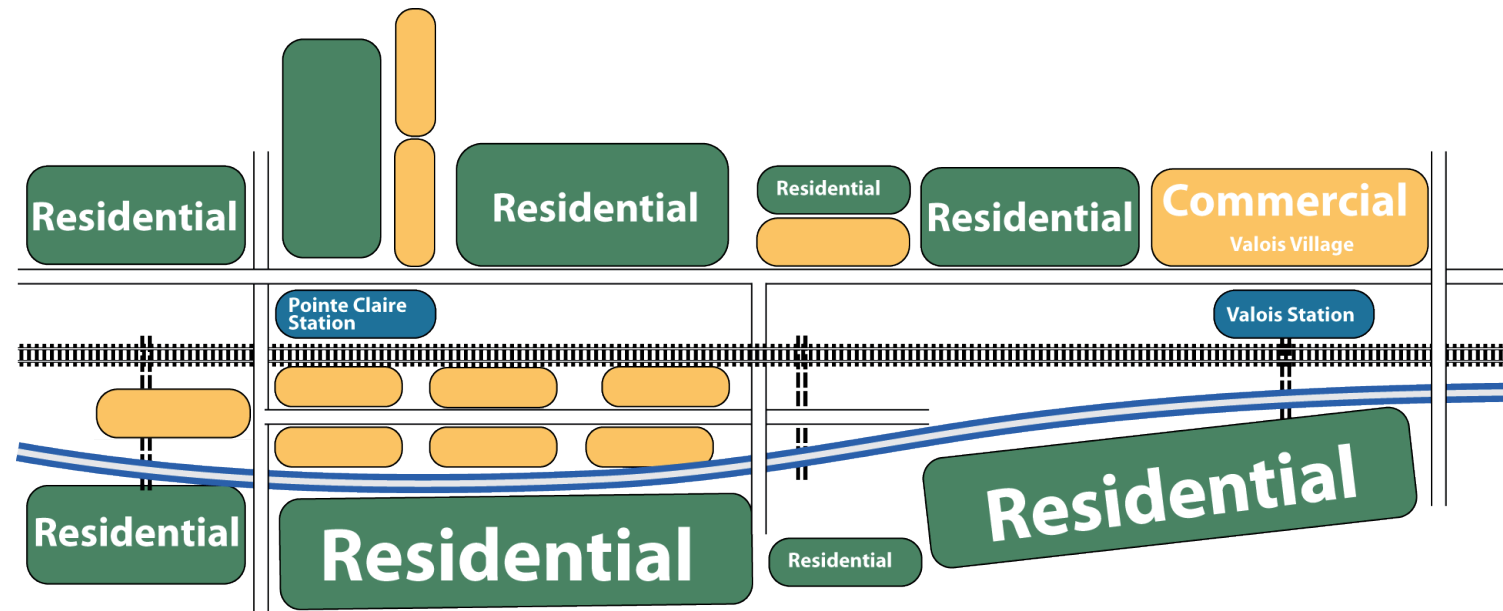 Residential
Residential
Residential
Residential
Commercial
Valois Village
Pointe Claire
Station
Valois Station
Residential
Residential
Residential
Residential